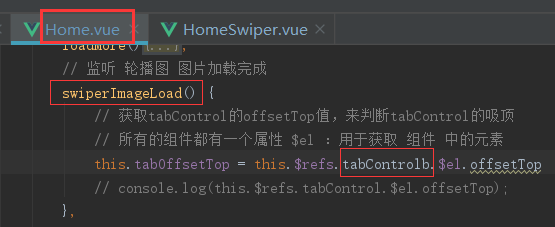 Home.vue HomeSwiper.vue
loadMore() {...},
// 监听 轮播图 图片加载完成
swiperImageLoad() {
// 获取tabControl的offsetTop值，来判断tabControl的吸顶
// 所有的组件都有一个属性 $el : 用于获取 组件 中的元素
this.tabOffsetTop = this.$refs.tabControlb.$el.offsetTop
// console.log(this.$refs.tabControl.$el.offsetTop);
},